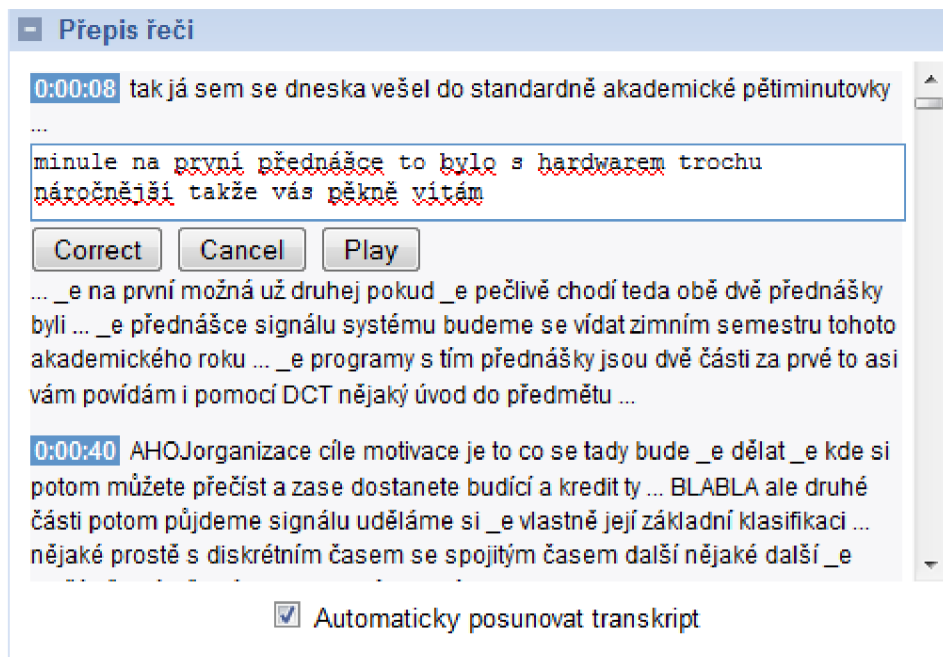 Přepis řeči
0:00:08 tak já sem se dneska vešel do standardně akademické pětiminutovky
...
minule na první přednášce to bylo s hardwarem trochu
náročnější takže vás pěkně vítám
Correct Cancel Play
... _e na první možná už druhej pokud _e pečlivě chodí teda obě dvě přednášky
byli ... _e přednášce signálu systému budeme se vídat zimním semestru tohoto
akademického roku ... _e programy s tím přednášky jsou dvě části za prvé to asi
vám povídám i pomocí DCT nějaký úvod do předmětu ...
0:00:40 AHOJorganizace cíle motivace je to co se tady bude _e dělat _e kde si
potom můžete přečíst a zase dostanete budící a kredit ty ... BLABLA ale druhé
části potom půjdeme signálu uděláme si _e vlastně její základní klasifikaci ...
nějaké prostě s diskrétním časem se spojitým časem další nějaké další _e
Automaticky posunovat transkript